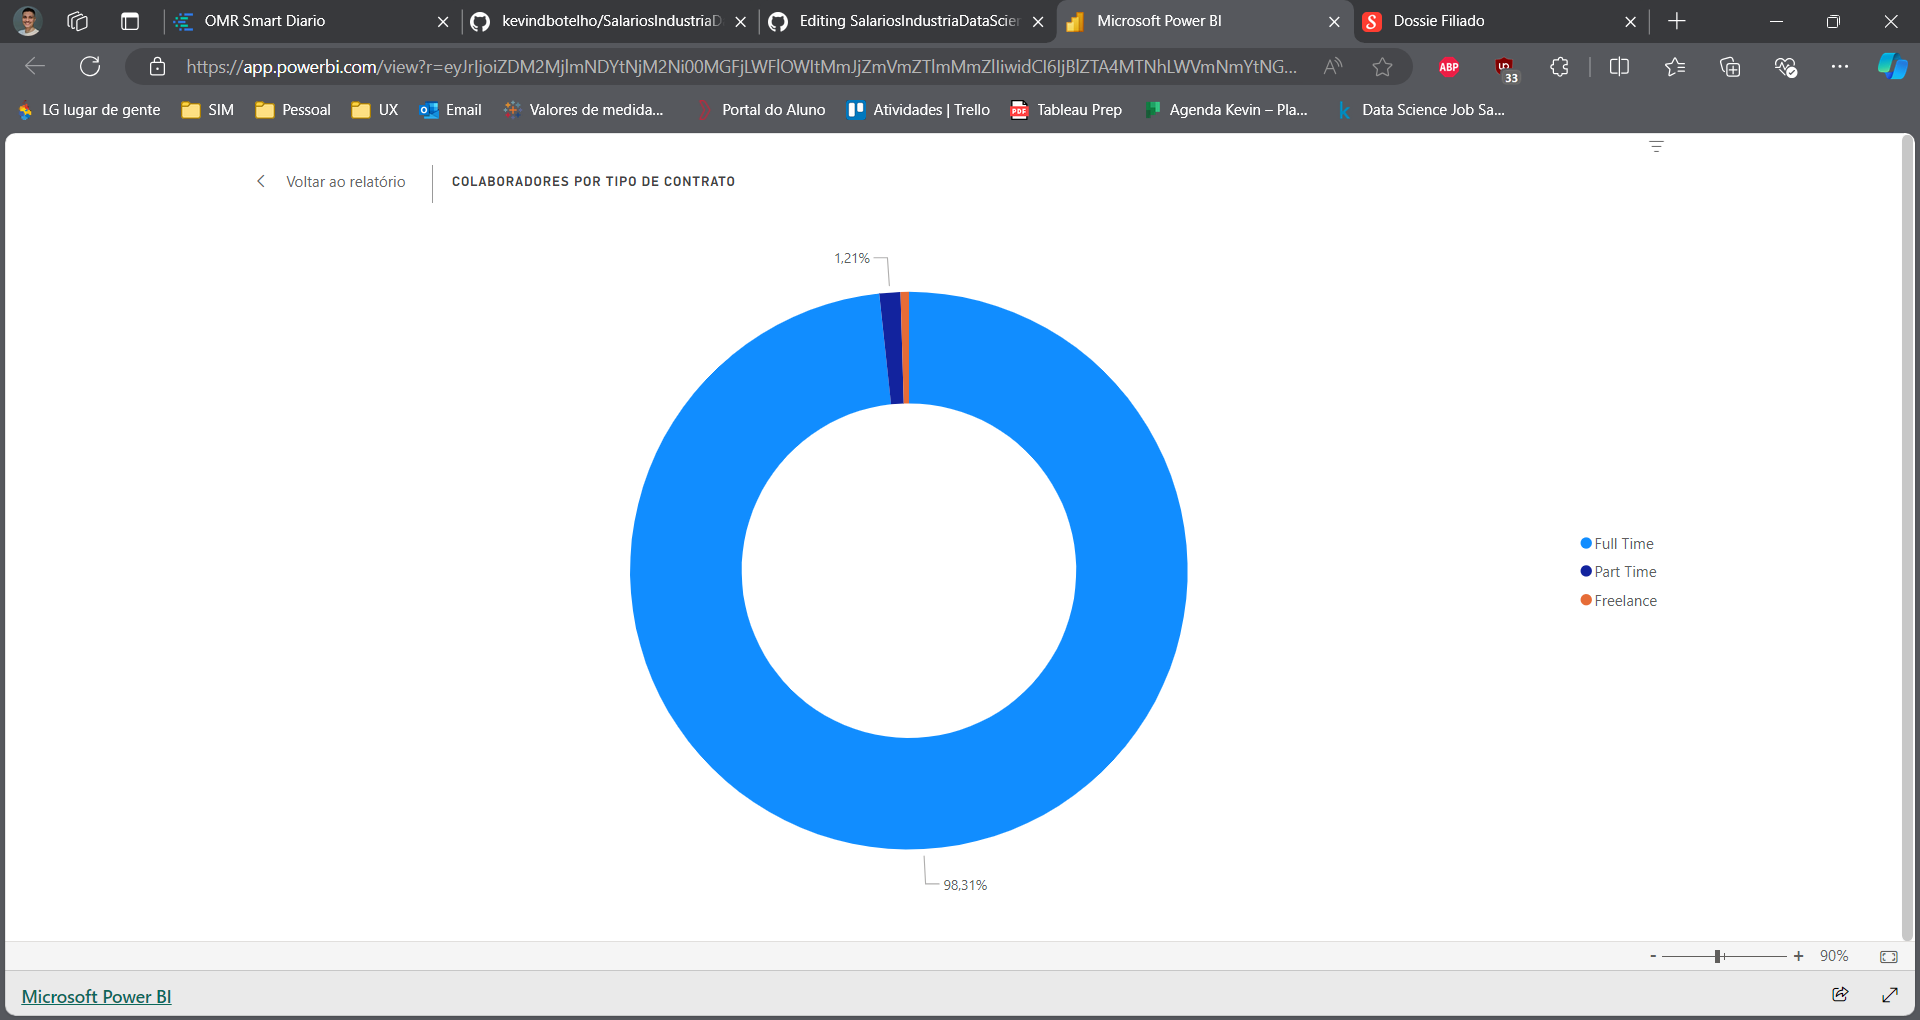 OMR Smart Diario
kevindbotelho/SalariosIndustriaD
Editing SalariosIndustriaDataScien
Microsoft Power BI
Dossie Filiado
app.powerbi.com/view
ABP
33
LG lugar de gente
SIM
Pessoal
UX
Email
Valores de medida...
Portal do Aluno
Atividades | Trello
Tableau Prep
Agenda Kevin – Pla...
Data Science Job Sa...
Voltar ao relatório
COLABORADORES POR TIPO DE CONTRATO
1,21%
Full Time
Part Time
Freelance
98,31%
- + 90%
Microsoft Power BI